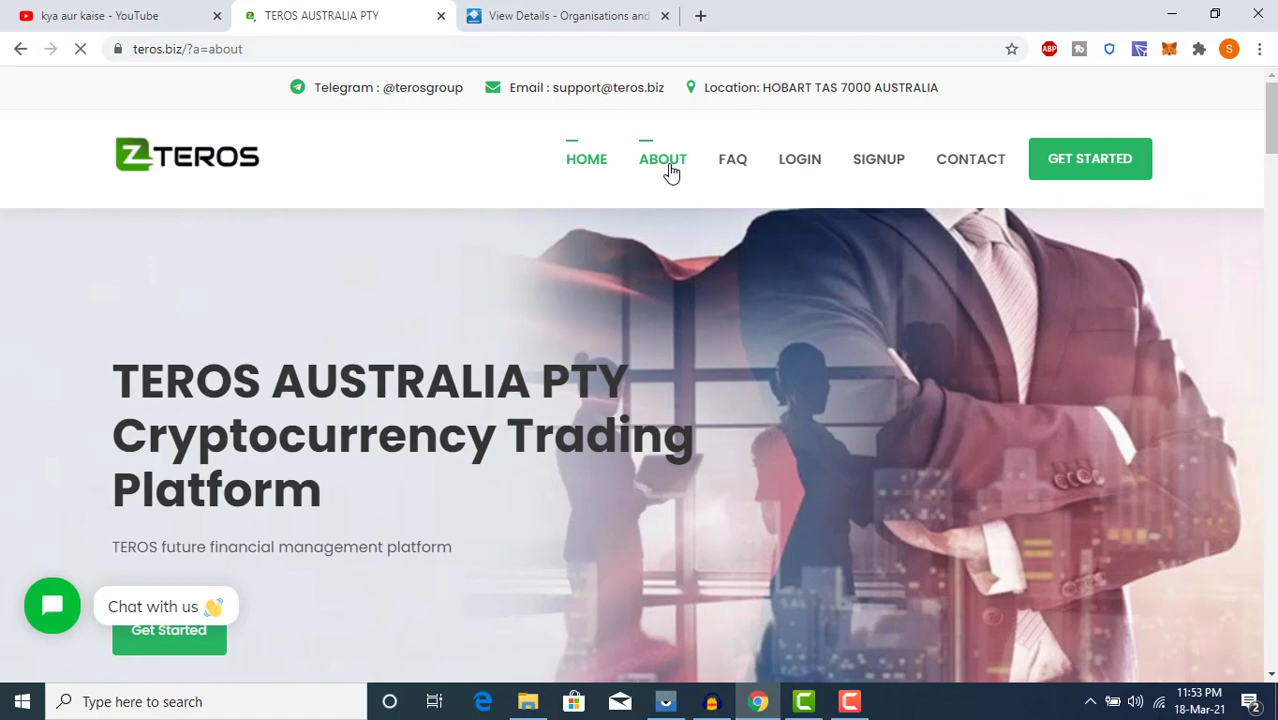 kya aur kaise - YouTube
TEROS AUSTRALIA PTY
View Details - Organisations and
teros.biz/?a=about
ABP
S
Telegram : @terosgroup
Email : support@teros.biz
Location: HOBART TAS 7000 AUSTRALIA
Z TEROS
HOME
ABOUT
FAQ
LOGIN
SIGNUP
CONTACT
GET STARTED
TEROS AUSTRALIA PTY
Cryptocurrency Trading
Platform
TEROS future financial management platform
Chat with us 👋
Get Started
Type here to search
11:53 PM
18-Mar-21
2